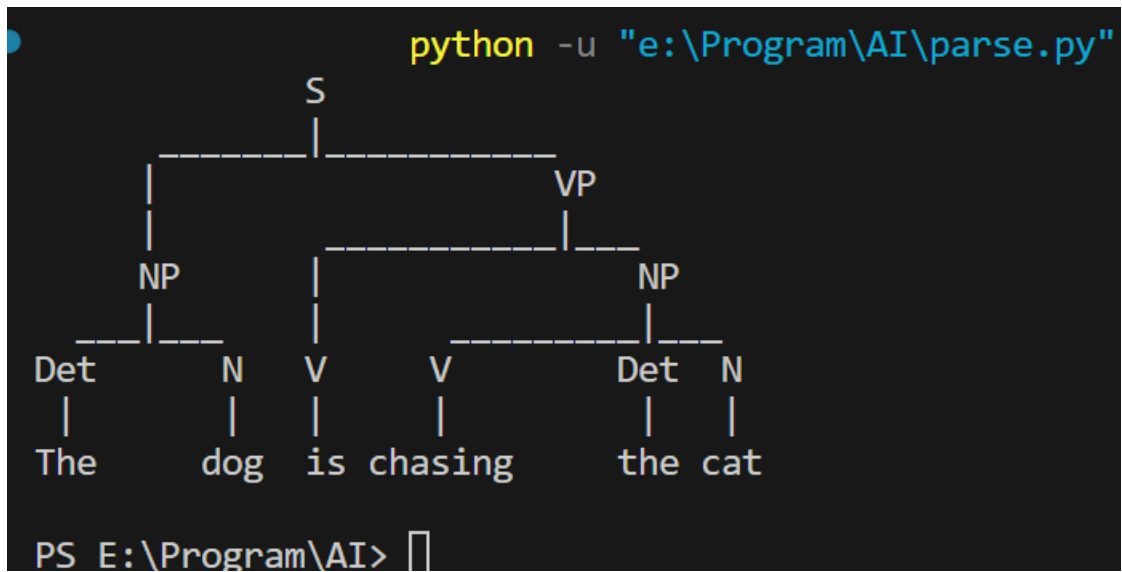 python -u "e:\Program\AI\parse.py"
S
VP
NP NP
Det N V V Det N
The dog is chasing the cat
PS E:\Program\AI>